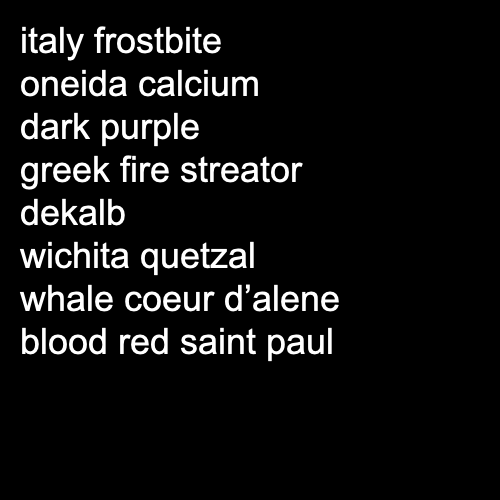 italy frostbite
oneida calcium
dark purple
greek fire streator
dekalb
wichita quetzal
whale coeur d’alene
blood red saint paul